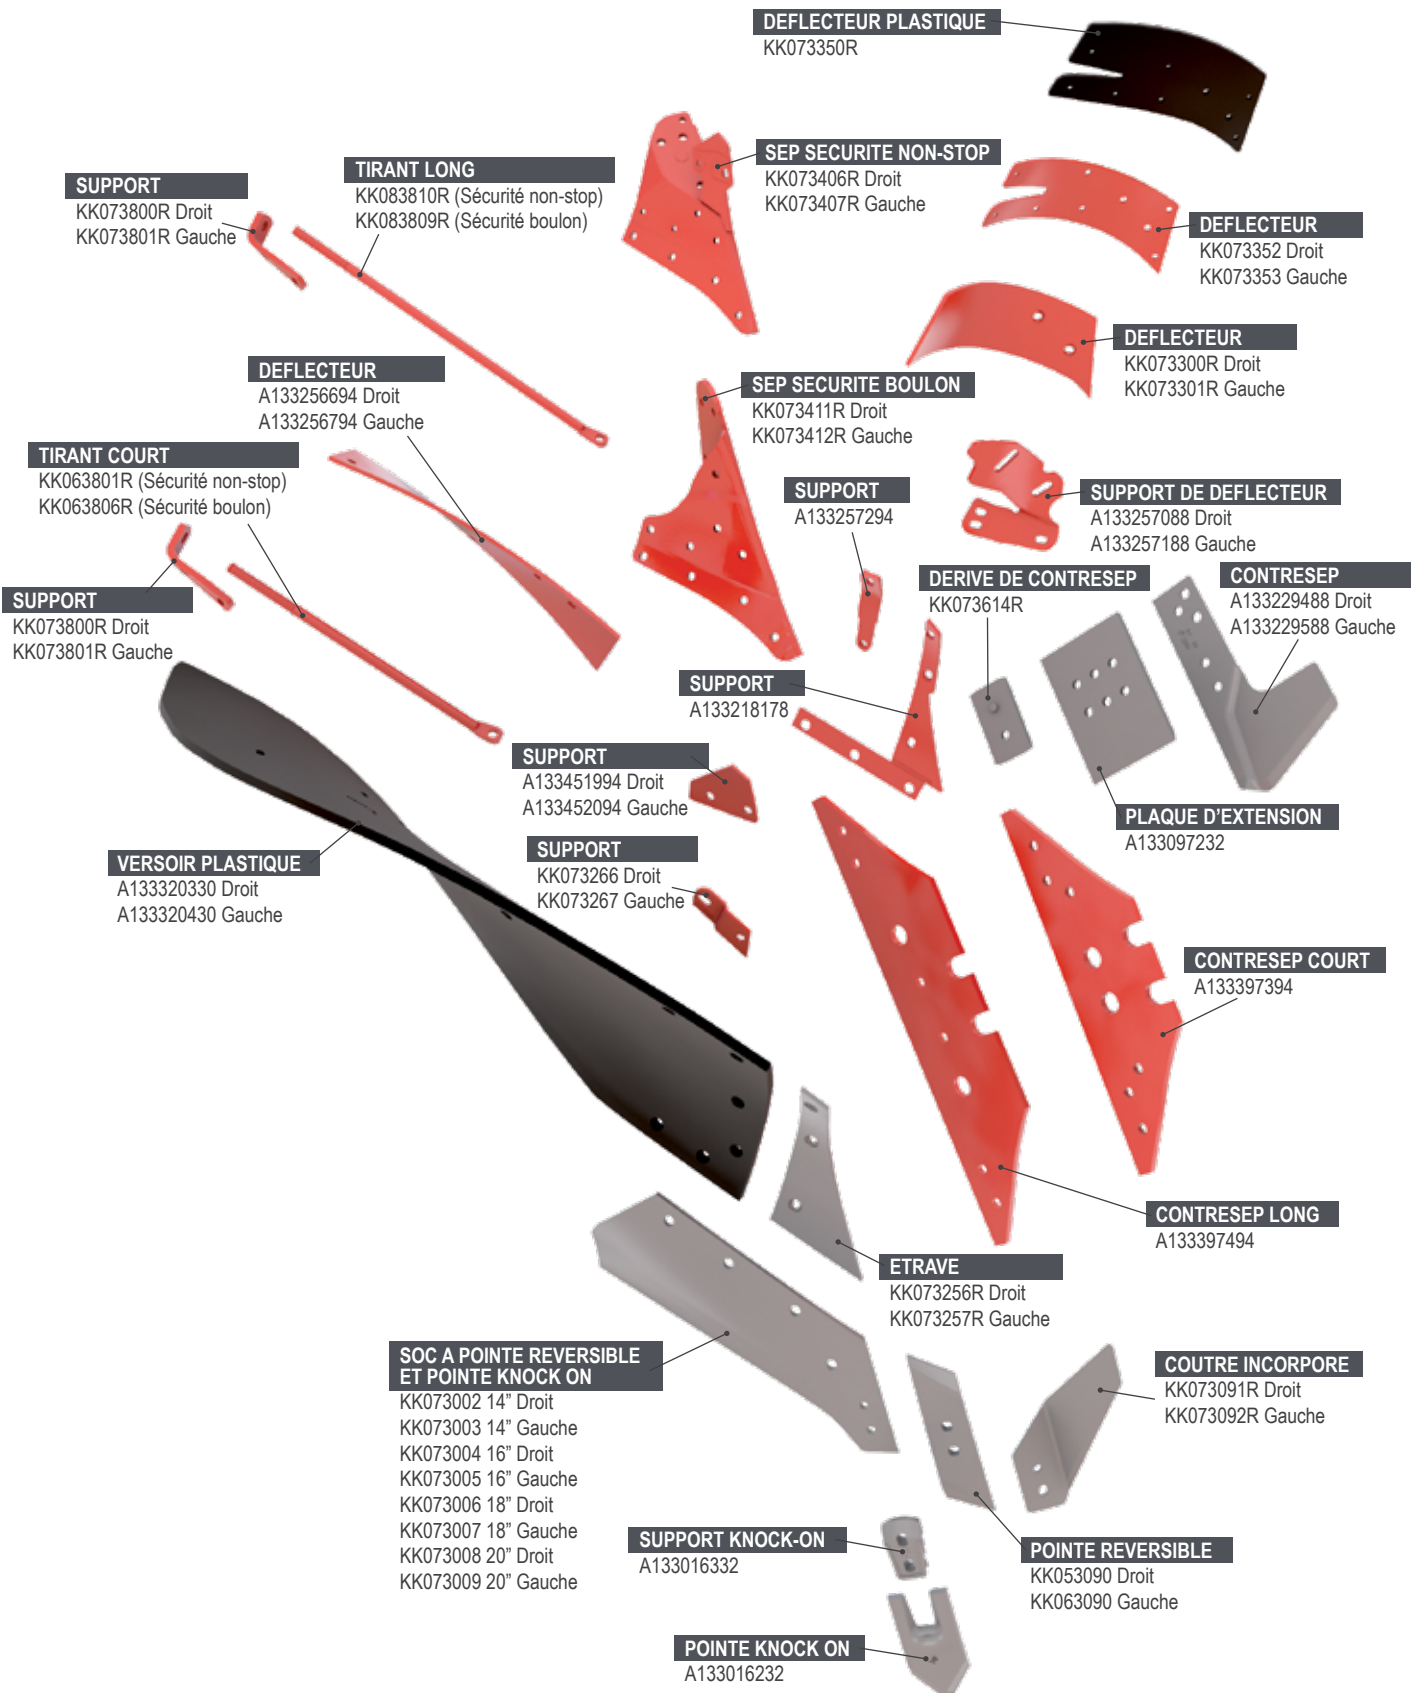 DEFLECTEUR PLASTIQUE
KK073350R
SEP SECURITE NON-STOP
KK073406R Droit
KK073407R Gauche
TIRANT LONG
KK083810R (Sécurité non-stop)
KK083809R (Sécurité boulon)
SUPPORT
KK073800R Droit
KK073801R Gauche
DEFLECTEUR
KK073352 Droit
KK073353 Gauche
DEFLECTEUR
KK073300R Droit
KK073301R Gauche
DEFLECTEUR
A133256694 Droit
A133256794 Gauche
SEP SECURITE BOULON
KK073411R Droit
KK073412R Gauche
TIRANT COURT
KK063801R (Sécurité non-stop)
KK063806R (Sécurité boulon)
SUPPORT
A133257294
SUPPORT DE DEFLECTEUR
A133257088 Droit
A133257188 Gauche
DERIVE DE CONTRESEP
KK073614R
CONTRESEP
A133229488 Droit
A133229588 Gauche
SUPPORT
KK073800R Droit
KK073801R Gauche
SUPPORT
A133218178
SUPPORT
A133451994 Droit
A133452094 Gauche
PLAQUE D'EXTENSION
A133097232
SUPPORT
KK073266 Droit
KK073267 Gauche
VERSOIR PLASTIQUE
A133320330 Droit
A133320430 Gauche
CONTRESEP COURT
A133397394
CONTRESEP LONG
A133397494
ETRAVE
KK073256R Droit
KK073257R Gauche
SOC A POINTE REVERSIBLE
ET POINTE KNOCK ON
KK073002 14” Droit
KK073003 14” Gauche
KK073004 16” Droit
KK073005 16” Gauche
KK073006 18” Droit
KK073007 18” Gauche
KK073008 20” Droit
KK073009 20” Gauche
COUTRE INCORPORE
KK073091R Droit
KK073092R Gauche
SUPPORT KNOCK-ON
A133016332
POINTE REVERSIBLE
KK053090 Droit
KK063090 Gauche
POINTE KNOCK ON
A133016232